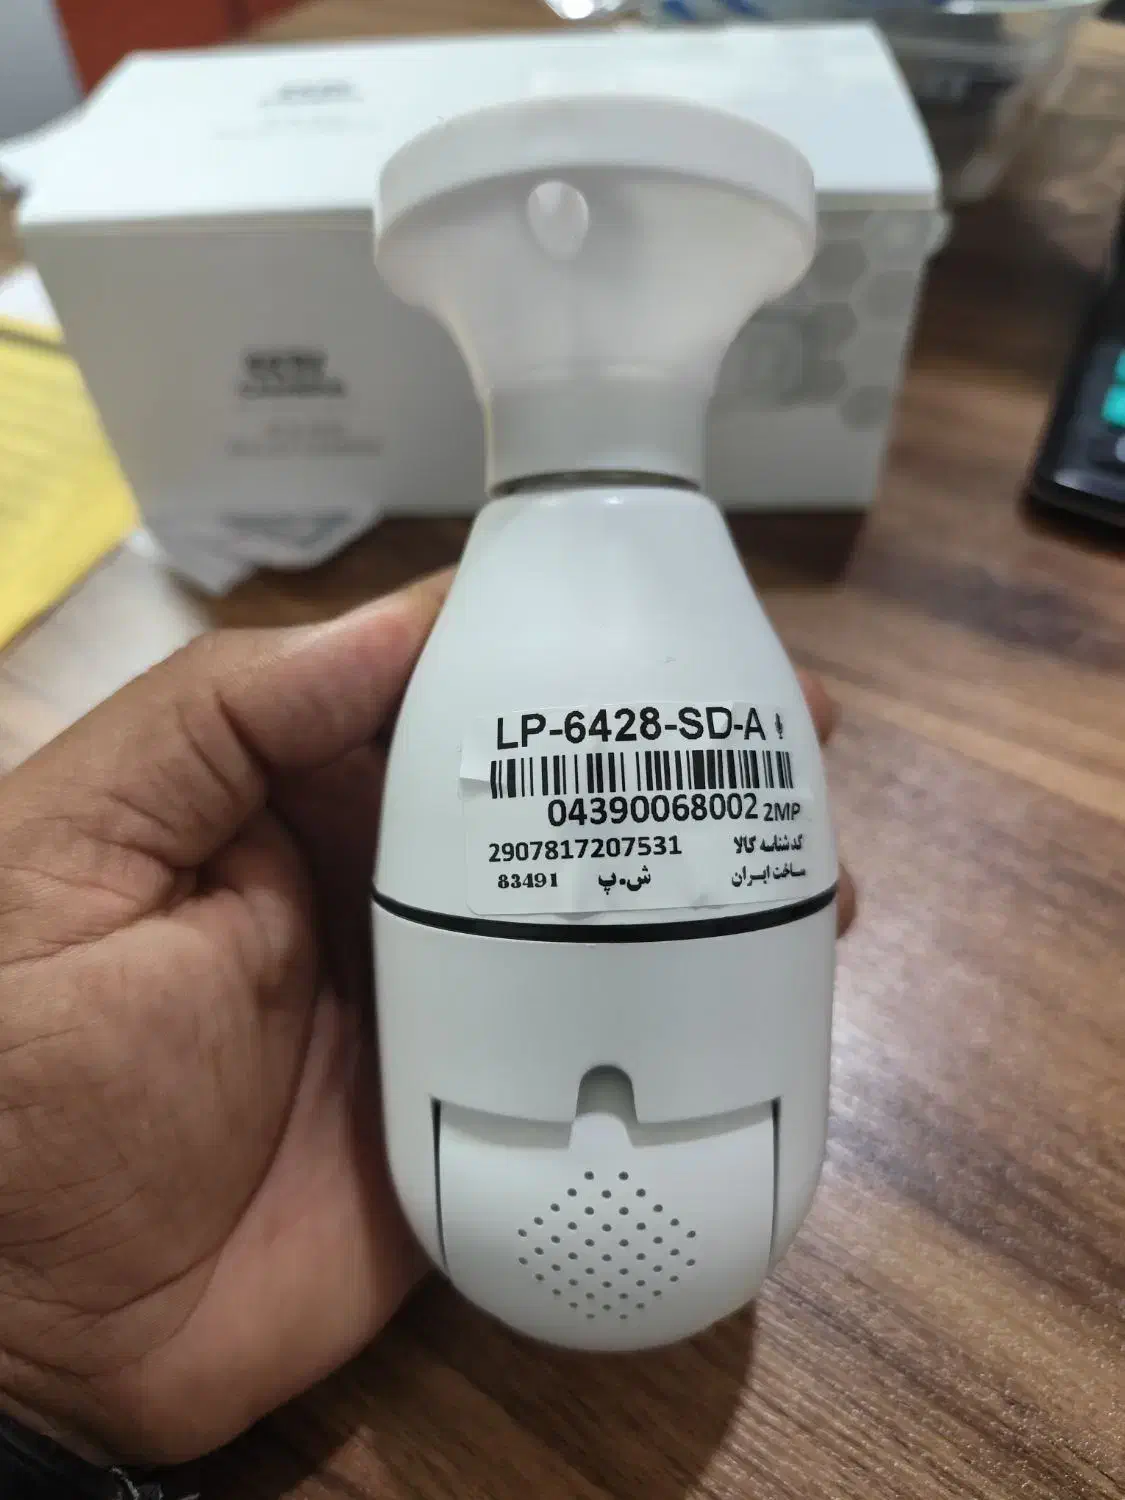 LP-6428-SD-A
04390068002 2MP
2907817207531 کد شناسه کالا
83491 ش.پ ساخت ایران